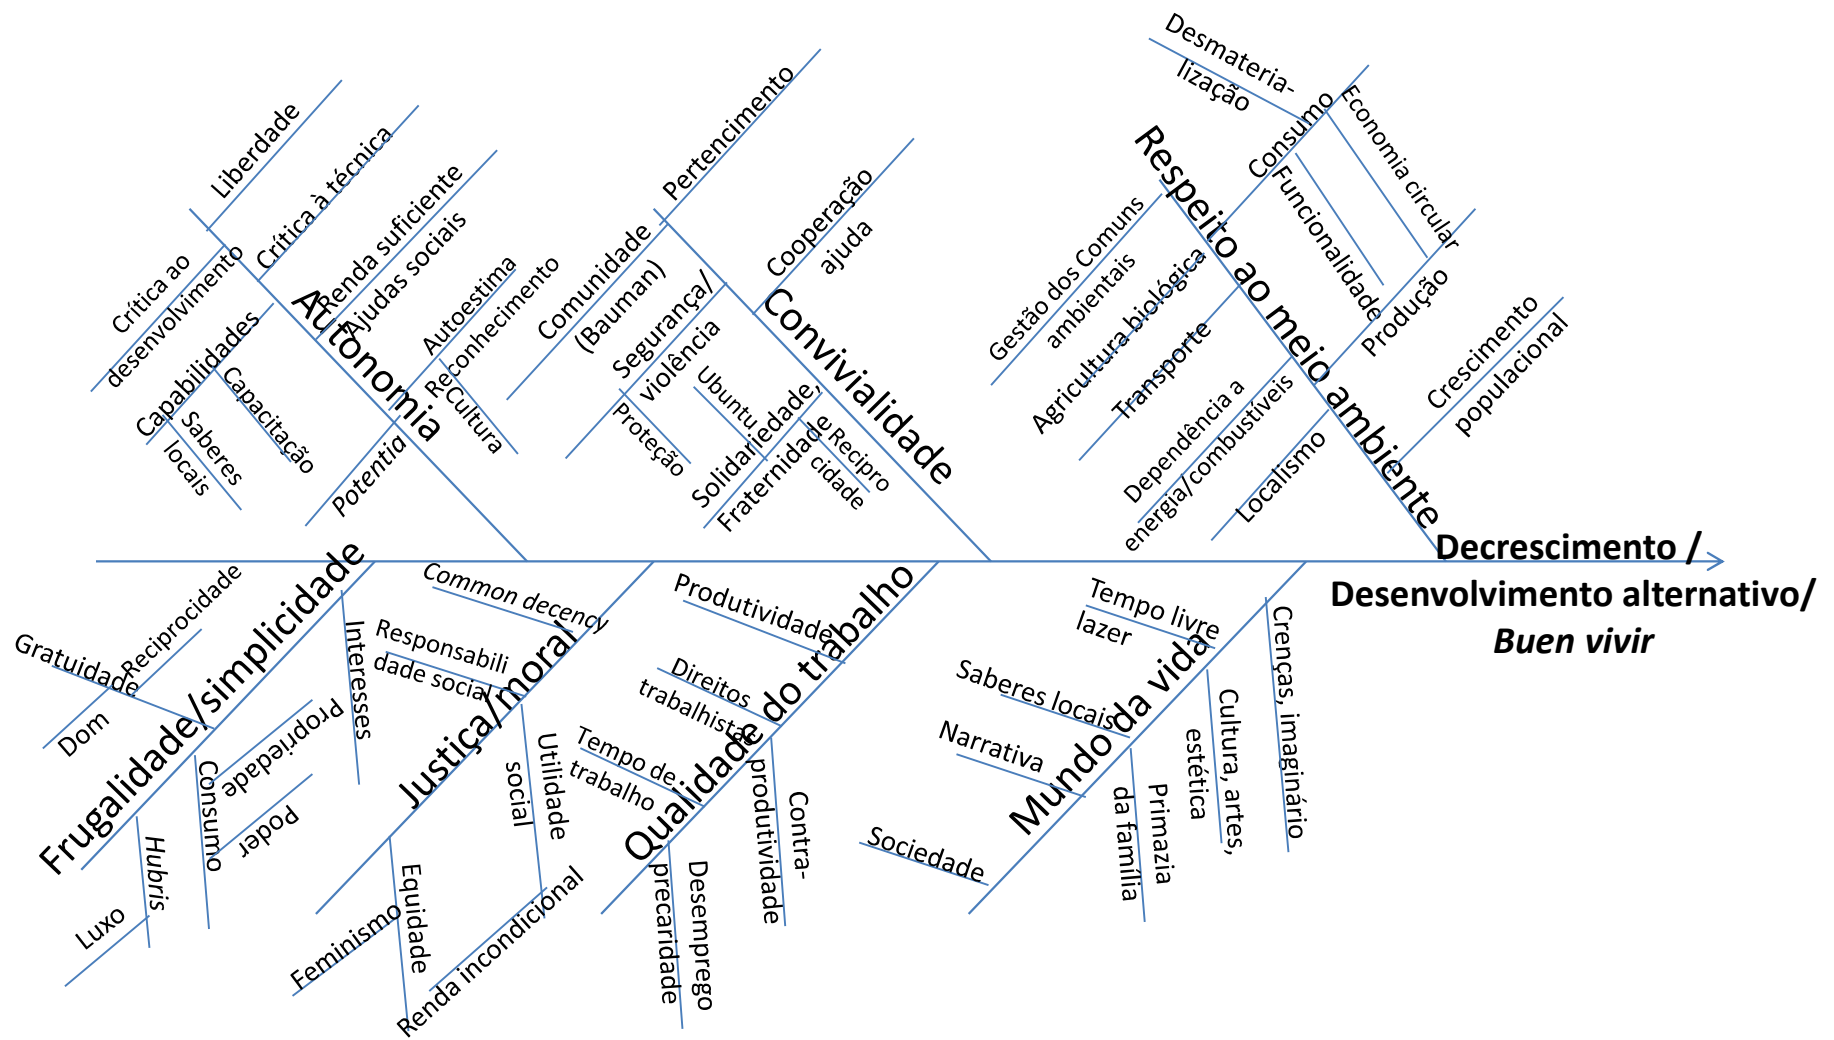 Liberdade
Crítica à técnica
Crítica ao
desenvolvimento
Renda suficiente
Ajudas sociais
Capabilidades
Capacitação
Saberes
locais
Autoestima
Reconhecimento
Cultura
Potentia
Autonomia
Pertencimento
Comunidade
(Bauman)
Cooperação
ajuda
Segurança/
violência
Proteção
Ubuntu
Solidariedade,
Fraternidade
Recipro
cidade
Convivialidade
Desmateria-
lização
Consumo
Economia circular
Funcionalidade
Produção
Gestão dos Comuns
ambientais
Agricultura biológica
Transporte
Dependência a
energia/combustíveis
Localismo
Crescimento
populacional
Respeito ao meio ambiente
Decrescimento /
Desenvolvimento alternativo/
Buen vivir
Gratuidade
Reciprocidade
Dom
Interesses
Propriedade
Poder
Consumo
Hubris
Luxo
Frugalidade/simplicidade
Common decency
Responsabili
dade social
Utilidade
social
Equidade
Feminismo
Renda incondicional
Justiça/moral
Produtividade
Direitos
trabalhistas
Tempo de
trabalho
Contra-
produtividade
Desemprego
precaridade
Qualidade do trabalho
Tempo livre
lazer
Saberes locais
Narrativa
Sociedade
Crenças, imaginário
Cultura, artes,
estética
Primazia
da família
Mundo da vida